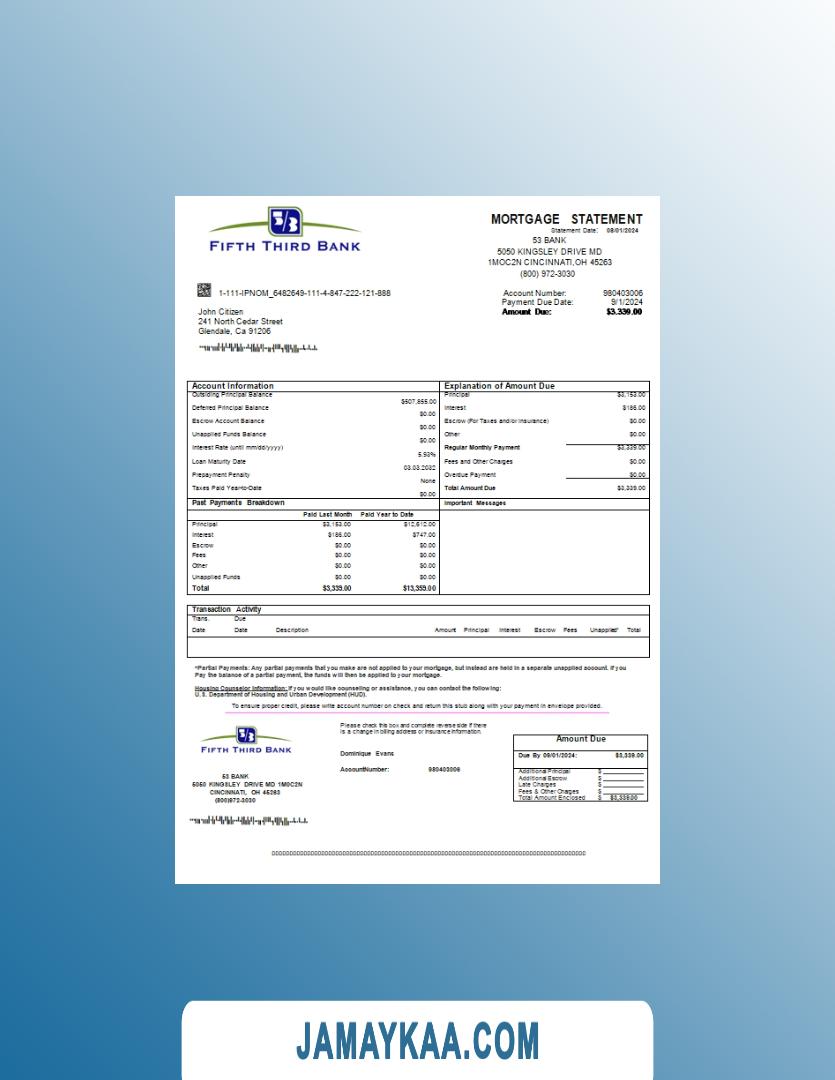 5/3
FIFTH THIRD BANK
MORTGAGE STATEMENT
Statement Date: 08/01/2024
53 BANK
5050 KINGSLEY DRIVE MD
1MOC2N CINCINNATI,OH 45263
(800) 972-3030
1-111-IPNOM_6482649-111-4-847-222-121-888
Account Number: 980403006
Payment Due Date: 9/1/2024
Amount Due: $3.339.00
John Citizen
241 North Cedar Street
Glendale, Ca 91206
Account Information
Outsiding Principal Balance $507,855.00
Deferred Principal Balance $0.00
Escrow Account Balance $0.00
Unapplied Funds Balance $0.00
Interest Rate (until mm/dd/yyyy) 5.93%
Loan Maturity Date 03.03.2032
Prepayment Penalty None
Taxes Paid Year-to-Date $0.00
Explanation of Amount Due
Principal $3,153.00
Interest $186.00
Escrow (For Taxes and/or Insurance) $0.00
Other $0.00
Regular Monthly Payment $3,339.00
Fees and Other Charges $0.00
Overdue Payment $0.00
Total Amount Due $3,339.00
Past Payments Breakdown
Paid Last Month Paid Year to Date
Principal $3,153.00 $12,612.00
Interest $186.00 $747.00
Escrow $0.00 $0.00
Fees $0.00 $0.00
Other $0.00 $0.00
Unapplied Funds $0.00 $0.00
Total $3,339.00 $13,359.00
Important Messages
Transaction Activity
Trans. Due
Date Date Description Amount Principal Interest Escrow Fees Unapplied* Total
*Partial Payments: Any partial payments that you make are not applied to your mortgage, but instead are held in a separate unapplied account. If you
Pay the balance of a partial payment, the funds will then be applied to your mortgage.
Housing Counselor Information: If you would like counseling or assistance, you can contact the following:
U.S. Department of Housing and Urban Development (HUD).
To ensure proper credit, please write account number on check and return this stub along with your payment in envelope provided.
5/3
FIFTH THIRD BANK
53 BANK
5050 KINGSLEY DRIVE MD 1M0C2N
CINCINNATI, OH 45263
(800)972-3030
Please check this box and complete reverse side if there
is a change in billing address or insurance information.
Dominique Evans
AccountNumber: 980403006
Amount Due
Due By 09/01/2024: $3,339.00
Additional Principal $
Additional Escrow $
Late Charges $
Fees & Other Charges $
Total Amount Enclosed $ $3,339.00
JAMAYKAA.COM